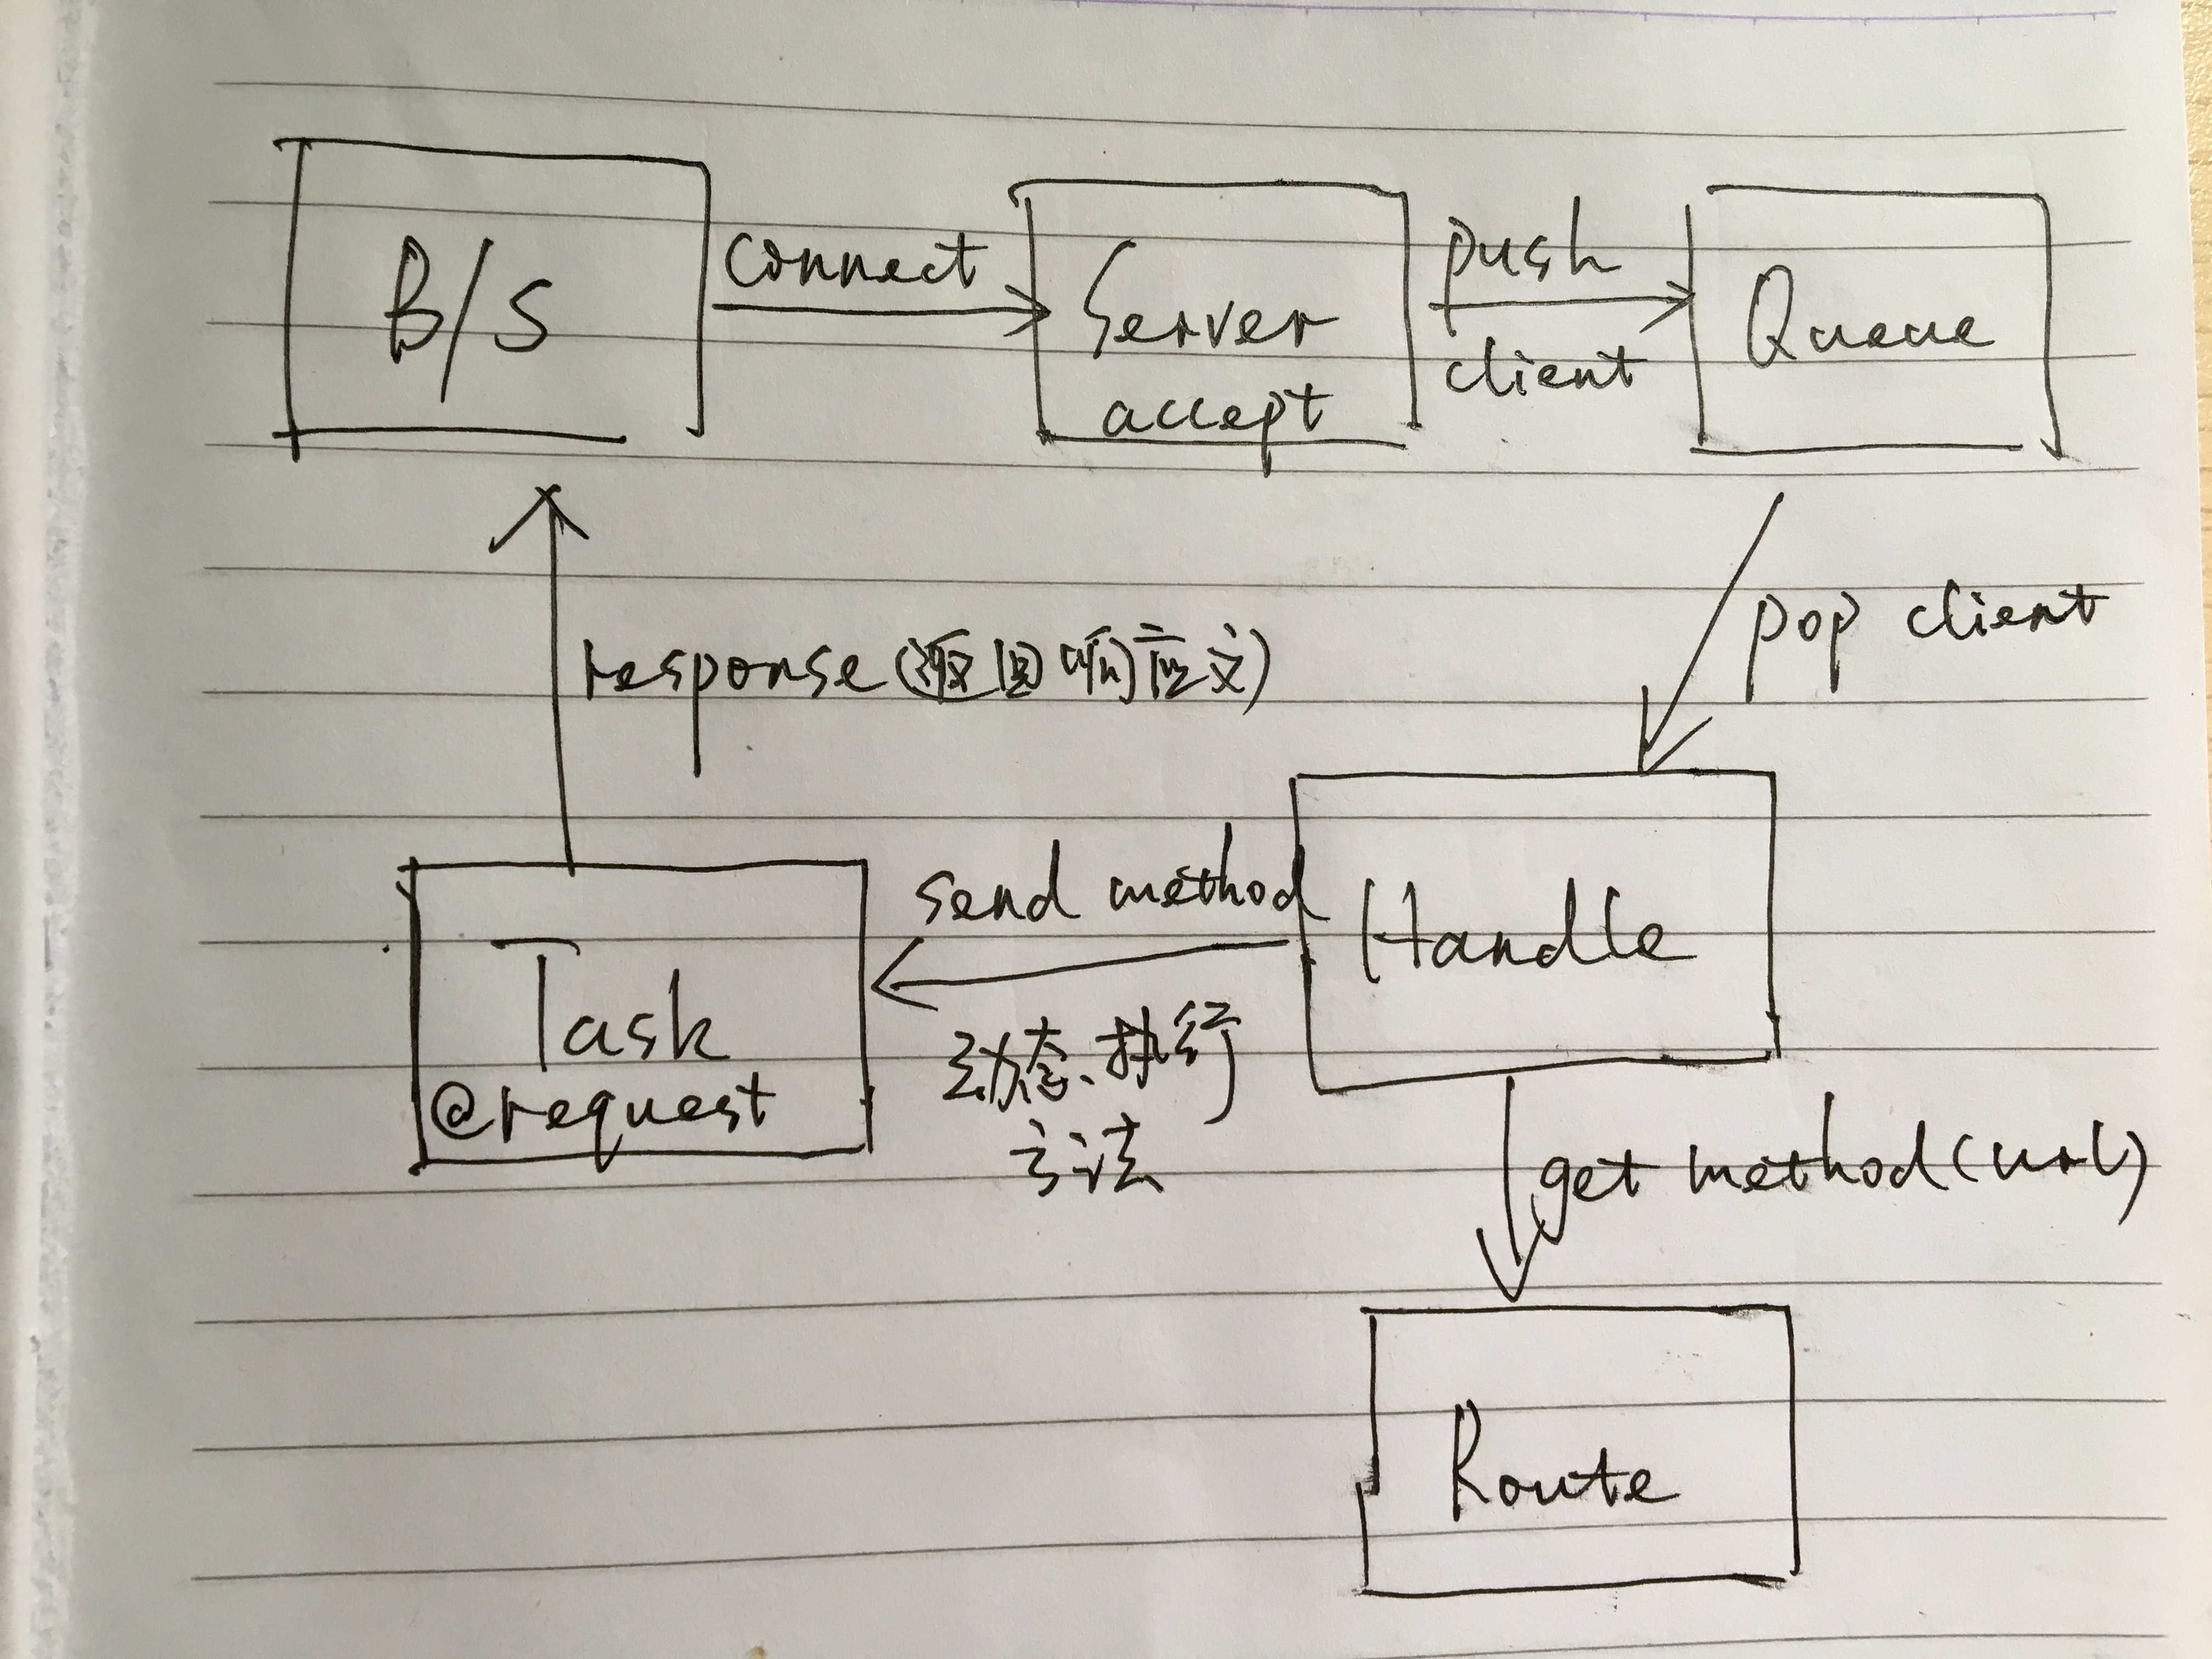 B/S
connect
Server
accept
push
client
Queue
pop client
response(返回响应文)
send method
动态、执行
方法
Handle
Task
@request
get method(url)
Route